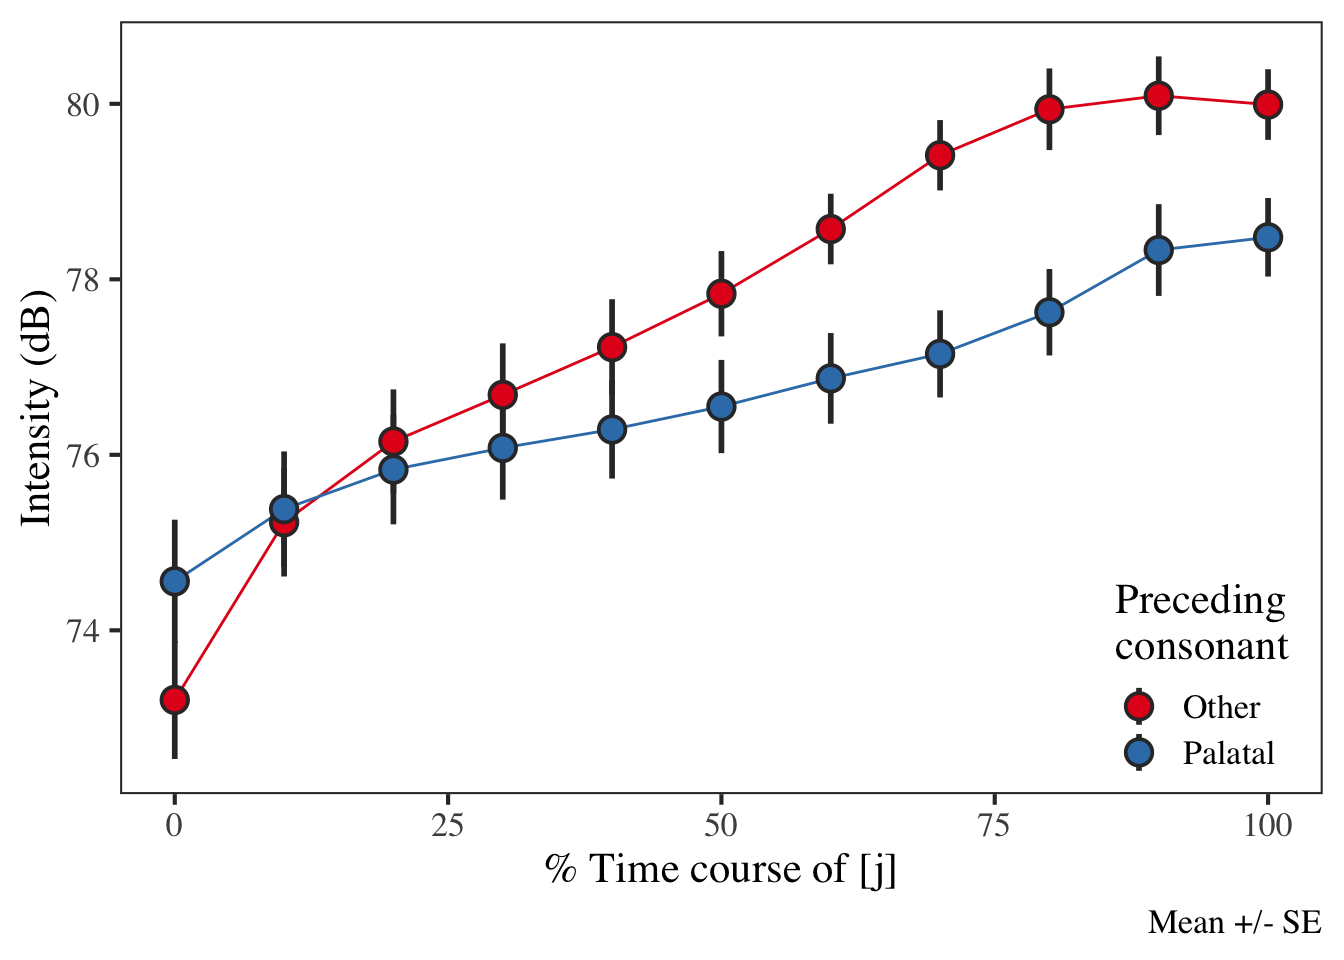 80
78
76
74
Intensity (dB)
Preceding
consonant
Other
Palatal
0 25 50 75 100
% Time course of [j]
Mean +/- SE